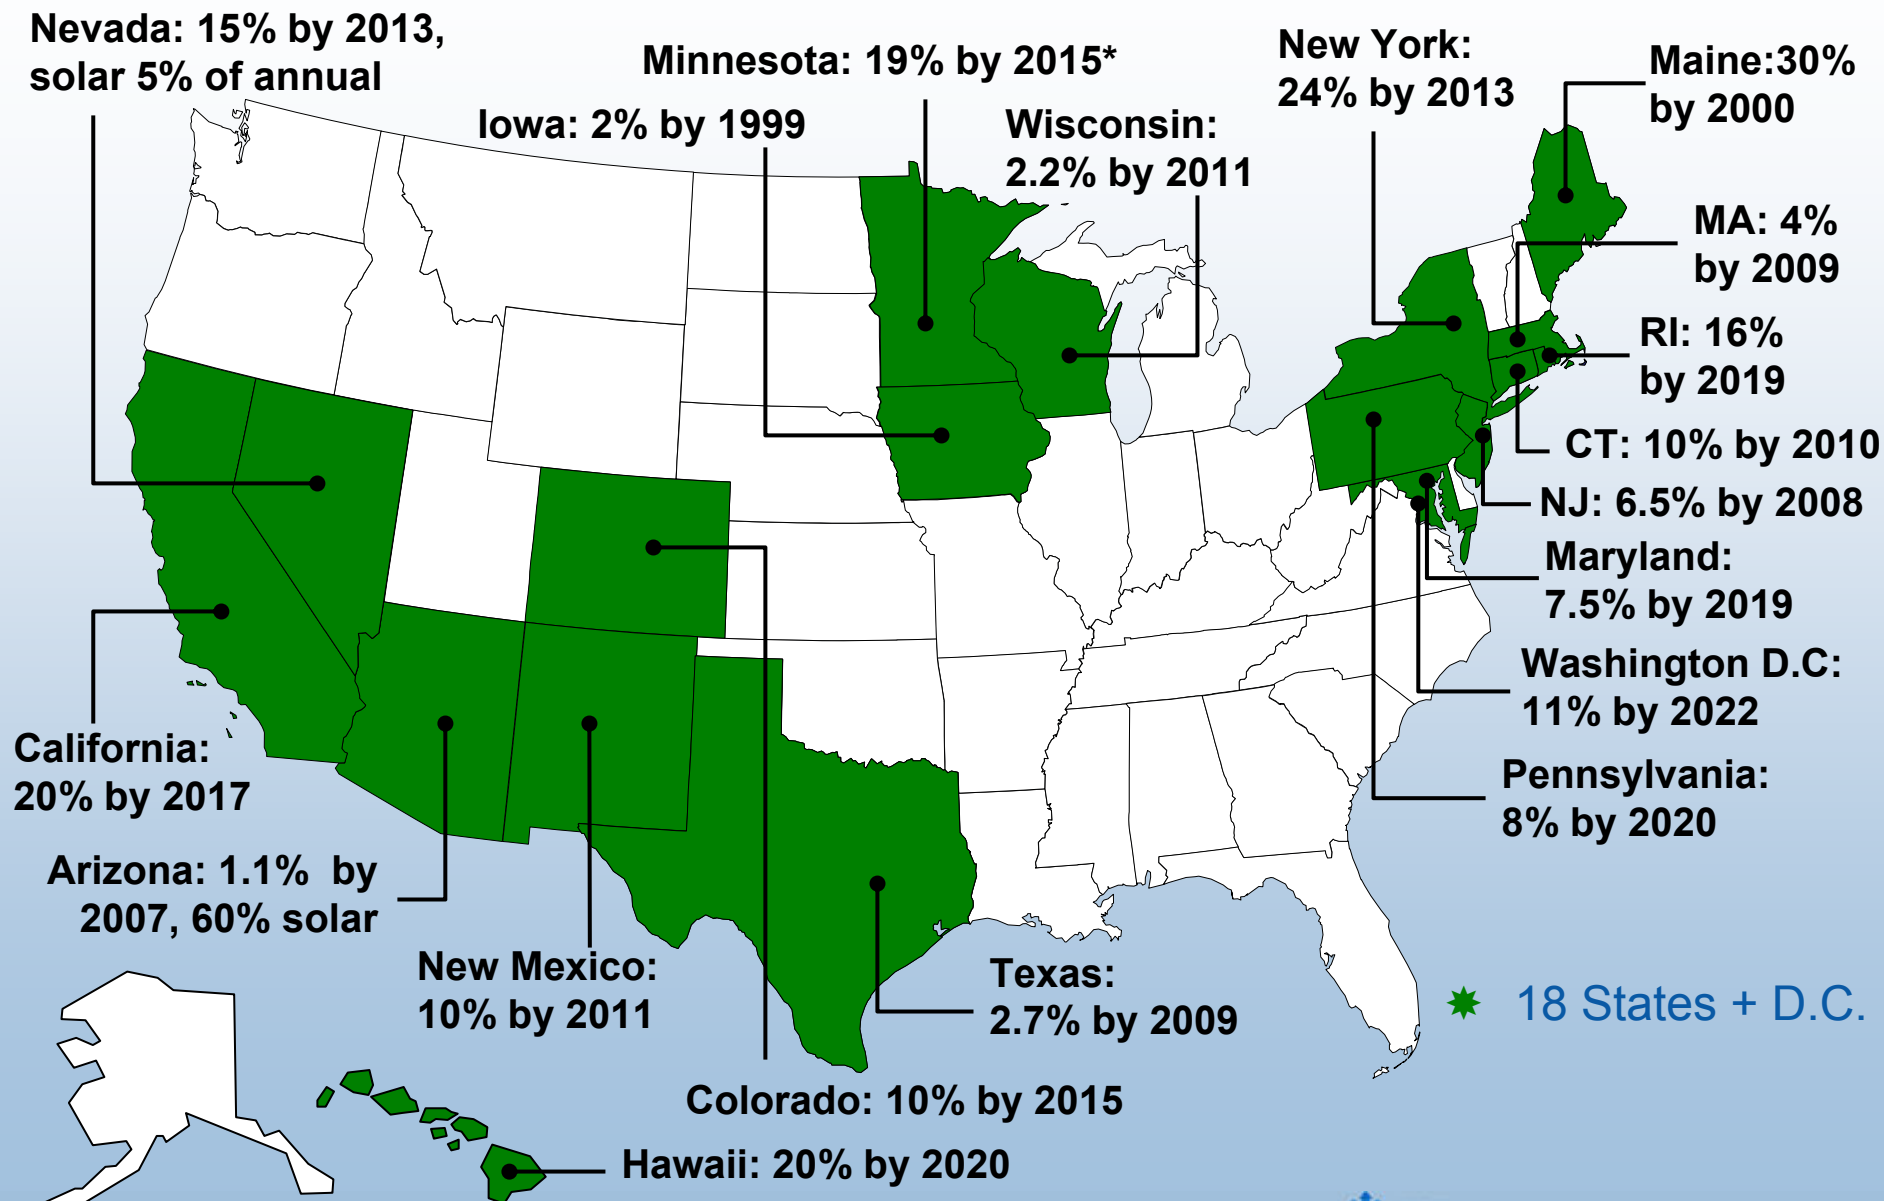 Nevada: 15% by 2013,
solar 5% of annual
Minnesota: 19% by 2015*
Iowa: 2% by 1999
Wisconsin:
2.2% by 2011
New York:
24% by 2013
Maine:30%
by 2000
MA: 4%
by 2009
RI: 16%
by 2019
CT: 10% by 2010
NJ: 6.5% by 2008
Maryland:
7.5% by 2019
Washington D.C:
11% by 2022
Pennsylvania:
8% by 2020
California:
20% by 2017
Arizona: 1.1%  by
2007, 60% solar
New Mexico:
10% by 2011
Texas:
2.7% by 2009
18 States + D.C.
Colorado: 10% by 2015
Hawaii: 20% by 2020